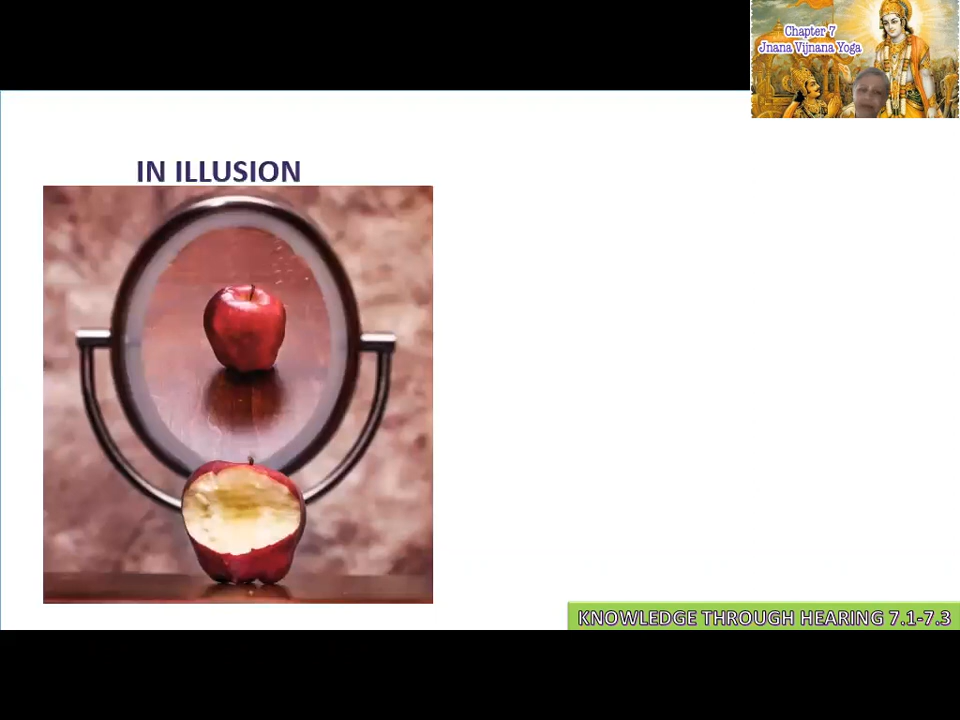 Chapter 7
Jnana Vijnana Yoga
IN ILLUSION
KNOWLEDGE THROUGH HEARING 7.1-7.3